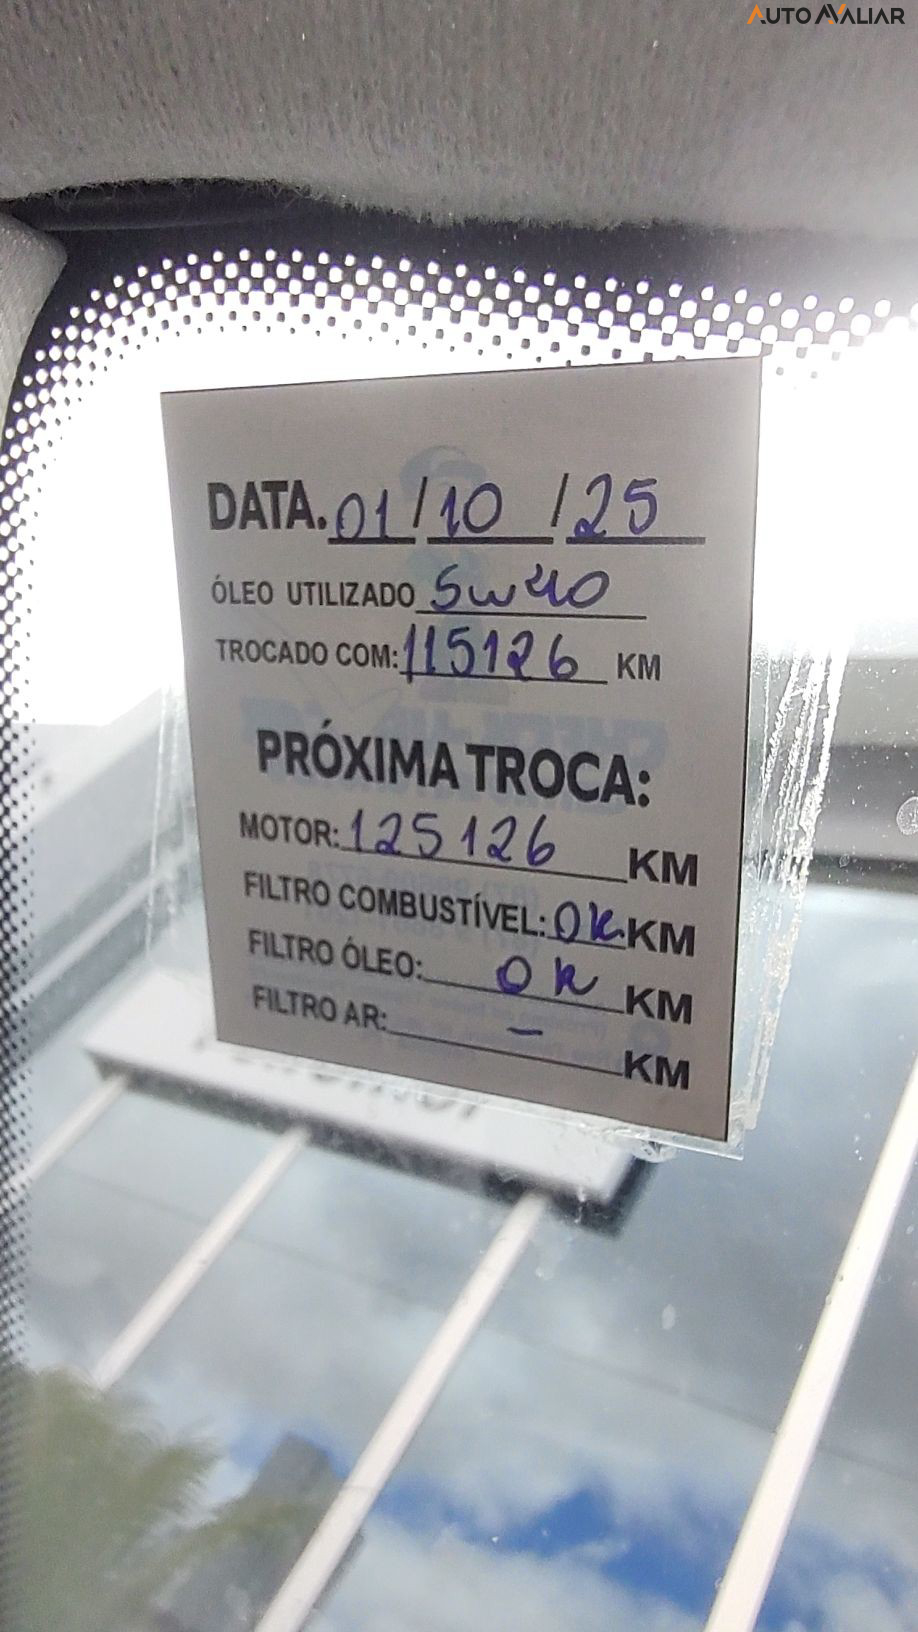 AUTO AVALIAR
DATA. 01 / 10 / 25
ÓLEO UTILIZADO 5w40
TROCADO COM: 115126 KM
PRÓXIMA TROCA:
MOTOR: 125126 KM
FILTRO COMBUSTÍVEL: OK KM
FILTRO ÓLEO: OK KM
FILTRO AR: - KM